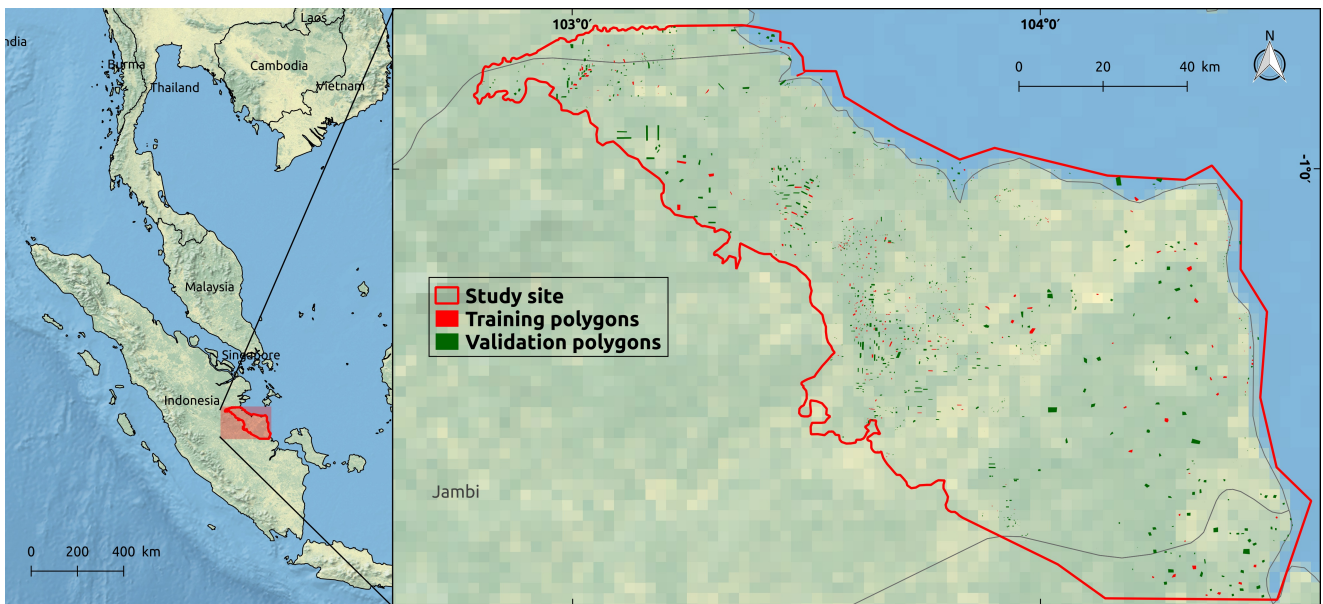 Laos
ndia
Burma
Cambodia
Thailand
Vietnam
Malaysia
Singapore
Indonesia
0 200 400 km
103°0′
104°0′
N
0 20 40 km
-1°0′
Study site
Training polygons
Validation polygons
Jambi